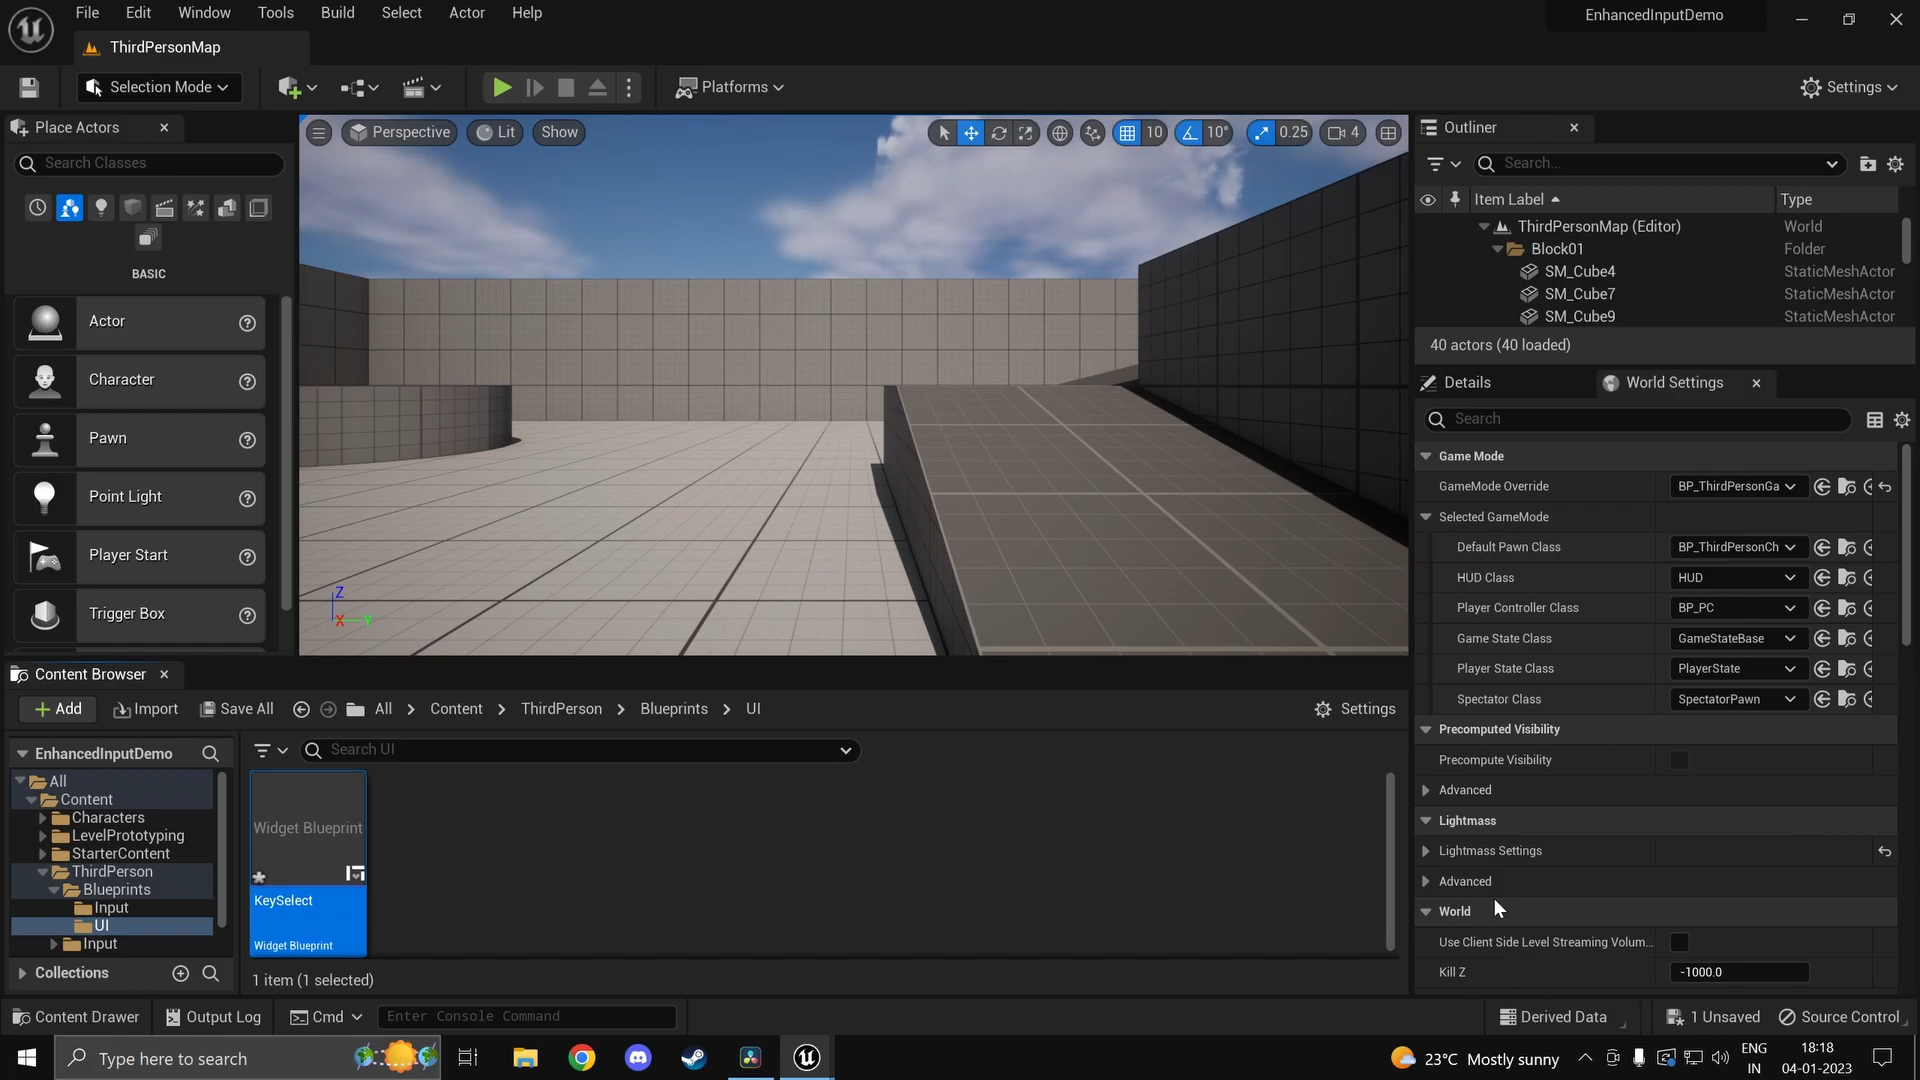 File Edit Window Tools Build Select Actor Help
EnhancedInputDemo
ThirdPersonMap
Selection Mode
Platforms
Settings
Place Actors
Search Classes
BASIC
Actor
Character
Pawn
Point Light
Player Start
Trigger Box
Perspective
Lit
Show
10
10°
0.25
4
Z
X
Y
Outliner
Search...
Item Label
Type
ThirdPersonMap (Editor) World
Block01 Folder
SM_Cube4 StaticMeshActor
SM_Cube7 StaticMeshActor
SM_Cube9 StaticMeshActor
40 actors (40 loaded)
Details
World Settings
Search
Game Mode
GameMode Override BP_ThirdPersonGa
Selected GameMode
Default Pawn Class BP_ThirdPersonCh
HUD Class HUD
Player Controller Class BP_PC
Game State Class GameStateBase
Player State Class PlayerState
Spectator Class SpectatorPawn
Precomputed Visibility
Precompute Visibility
Advanced
Lightmass
Lightmass Settings
Advanced
World
Use Client Side Level Streaming Volum...
Kill Z -1000.0
Content Browser
Add Import Save All All Content ThirdPerson Blueprints UI Settings
EnhancedInputDemo
Search UI
All
Content
Characters
LevelPrototyping
StarterContent
ThirdPerson
Blueprints
Input
UI
Input
Collections
Widget Blueprint
KeySelect
Widget Blueprint
1 item (1 selected)
Content Drawer Output Log Cmd Enter Console Command Derived Data 1 Unsaved Source Control
Type here to search
23°C Mostly sunny
ENG
IN
18:18
04-01-2023